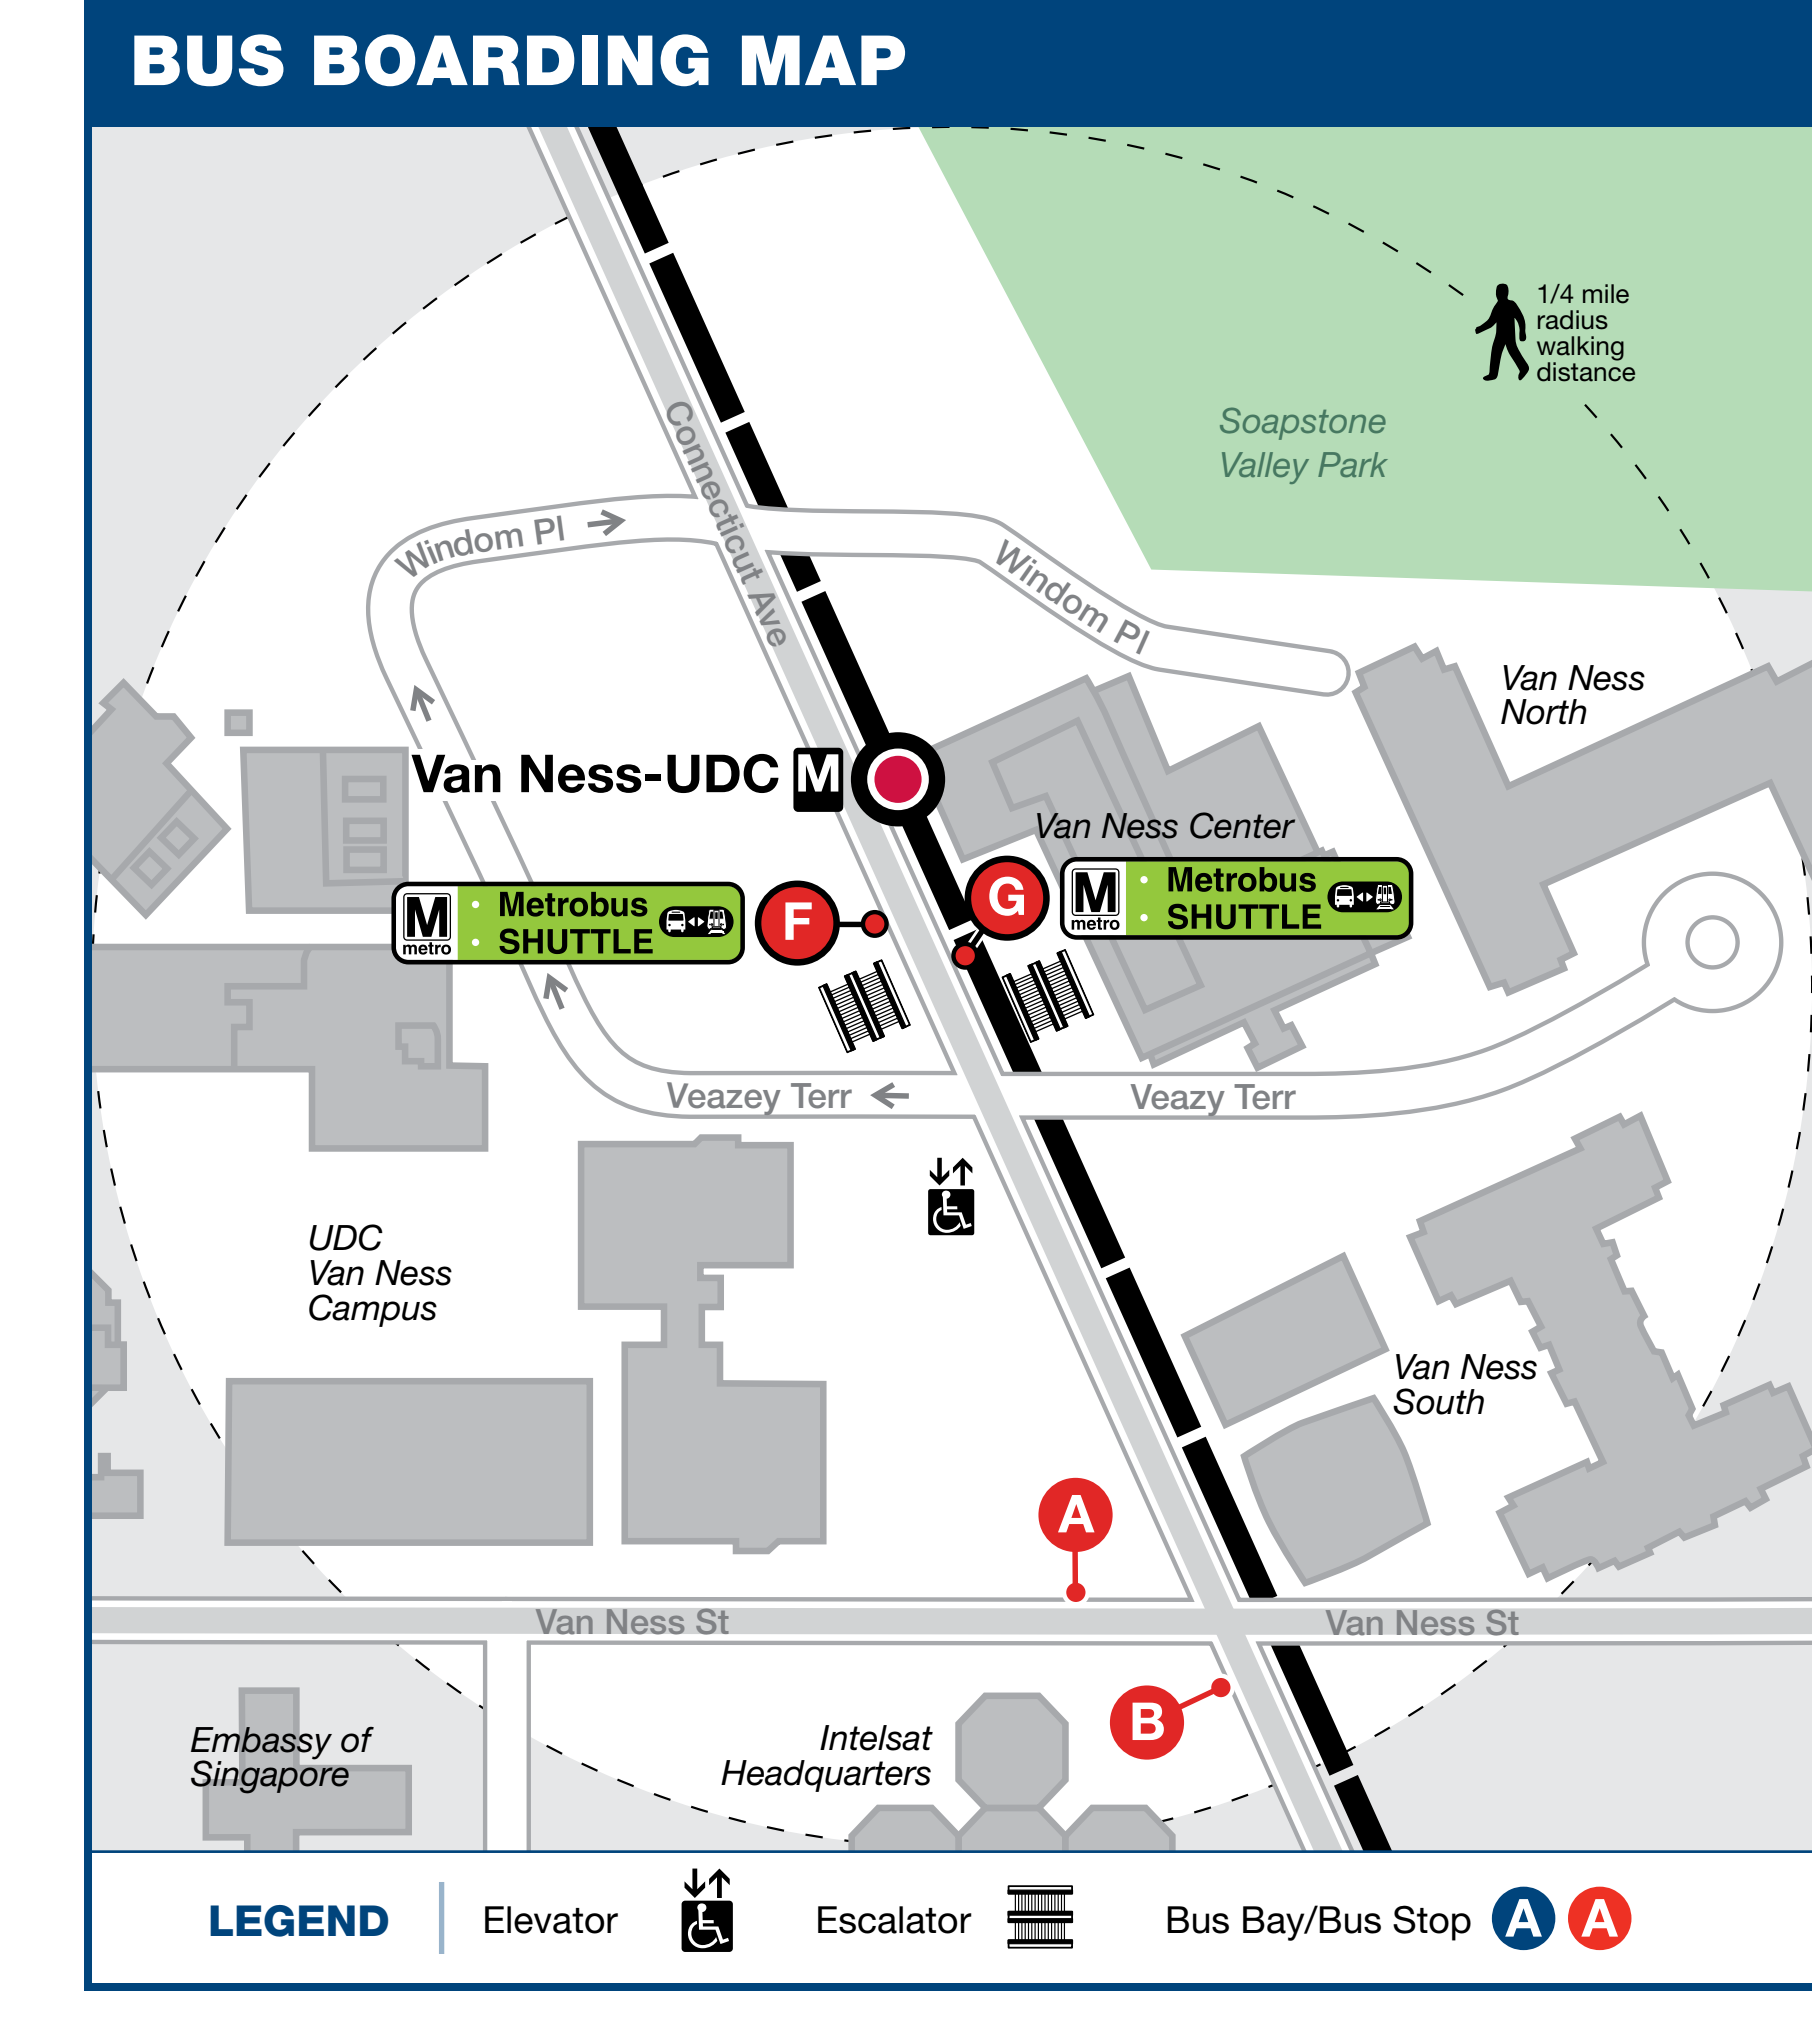 BUS BOARDING MAP
1/4 mile
radius
walking
distance
Soapstone
Valley Park
Connecticut Ave
Windom Pl
Windom Pl
Van Ness
North
Van Ness-UDC M
Van Ness Center
M
metro
Metrobus
SHUTTLE
F
G
M
metro
Metrobus
SHUTTLE
Veazey Terr
Veazy Terr
UDC
Van Ness
Campus
Van Ness
South
A
Van Ness St
Van Ness St
B
Embassy of
Singapore
Intelsat
Headquarters
LEGEND
Elevator
Escalator
Bus Bay/Bus Stop A A